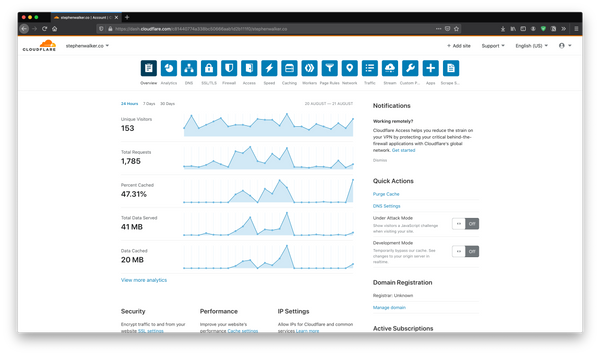 stephenwalker.co | Account | C
https://dash.cloudflare.com/
/stephenwalker.co
CLOUDFLARE
stephenwalker.co
+ Add site
Support
English (US)
Overview
Analytics
DNS
SSL/TLS
Firewall
Access
Speed
Caching
Workers
Page Rules
Network
Traffic
Stream
Custom P...
Apps
Scrape S...
24 Hours
7 Days
30 Days
20 AUGUST — 21 AUGUST
Unique Visitors
153
Total Requests
1,785
Percent Cached
47.31%
Total Data Served
41 MB
Data Cached
20 MB
View more analytics
Notifications
Working remotely?
Cloudflare Access helps you reduce the strain on
your VPN by protecting your critical behind-the-
firewall applications with Cloudflare's global
network. Get started
Dismiss
Quick Actions
Purge Cache
DNS Settings
Under Attack Mode
Show visitors a JavaScript challenge
when visiting your site.
Off
Development Mode
Temporarily bypass our cache. See
changes to your origin server in
realtime.
Off
Domain Registration
Registrar: Unknown
Manage domain
Active Subscriptions
Security
Encrypt traffic to and from your
website SSL settings
Performance
Improve your website's
performance Cache settings
IP Settings
Allow IPs for Cloudflare and common
services Learn more